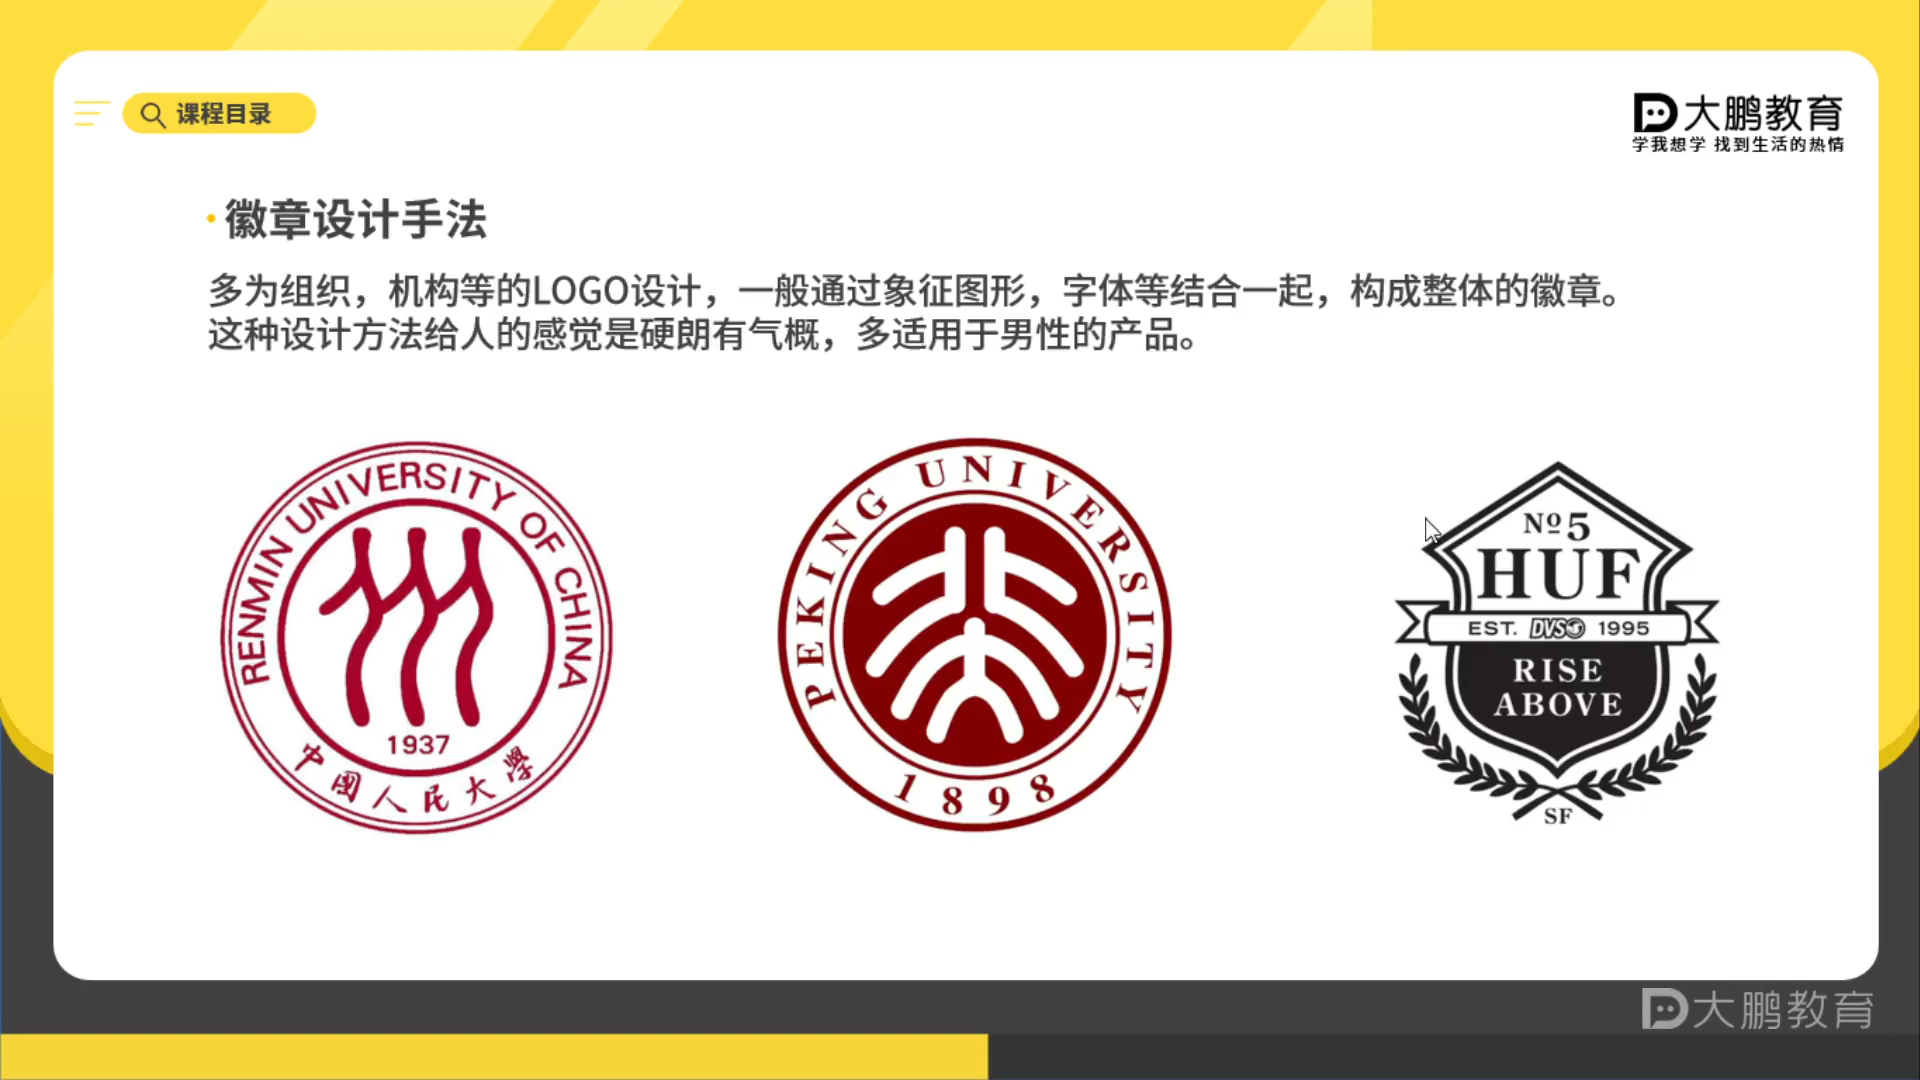 课程目录
大鹏教育
学我想学 找到生活的热情
徽章设计手法
多为组织，机构等的LOGO设计，一般通过象征图形，字体等结合一起，构成整体的徽章。
这种设计方法给人的感觉是硬朗有气概，多适用于男性的产品。
RENMIN UNIVERSITY OF CHINA
1937
中國人民大學
PEKING UNIVERSITY
1898
Nº5
HUF
EST. DVS 1995
RISE
ABOVE
SF
大鹏教育